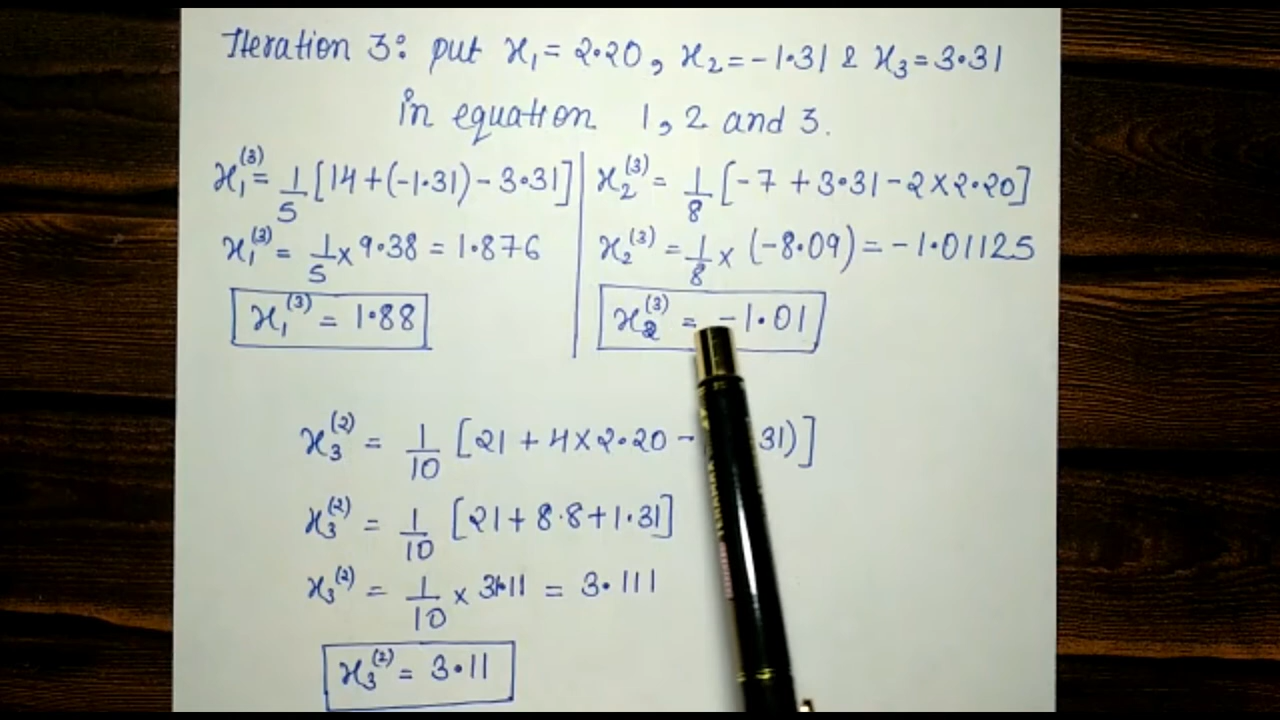 Iteration 3: put x₁ = 2.20, x₂ = -1.31 & x₃ = 3.31
in equation 1, 2 and 3.
x₁⁽³⁾ = 1/5 [14 + (-1.31) - 3.31]
x₁⁽³⁾ = 1/5 × 9.38 = 1.876
x₁⁽³⁾ = 1.88
x₂⁽³⁾ = 1/8 [-7 + 3.31 - 2 × 2.20]
x₂⁽³⁾ = 1/8 × (-8.09) = -1.01125
x₂⁽³⁾ = -1.01
x₃⁽²⁾ = 1/10 [21 + 4 × 2.20 - 31)]
x₃⁽²⁾ = 1/10 [21 + 8.8 + 1.31]
x₃⁽²⁾ = 1/10 × 31.11 = 3.111
x₃⁽²⁾ = 3.11